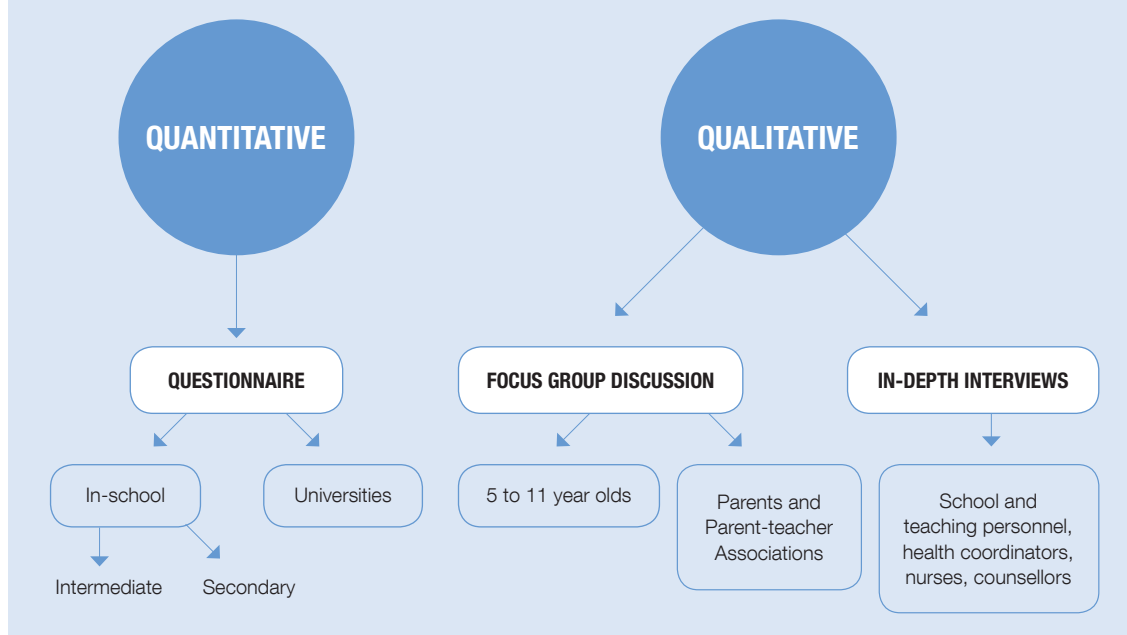 QUANTITATIVE
QUALITATIVE
QUESTIONNAIRE
FOCUS GROUP DISCUSSION
IN-DEPTH INTERVIEWS
In-school
Universities
5 to 11 year olds
Parents and
Parent-teacher
Associations
School and
teaching personnel,
health coordinators,
nurses, counsellors
Intermediate
Secondary